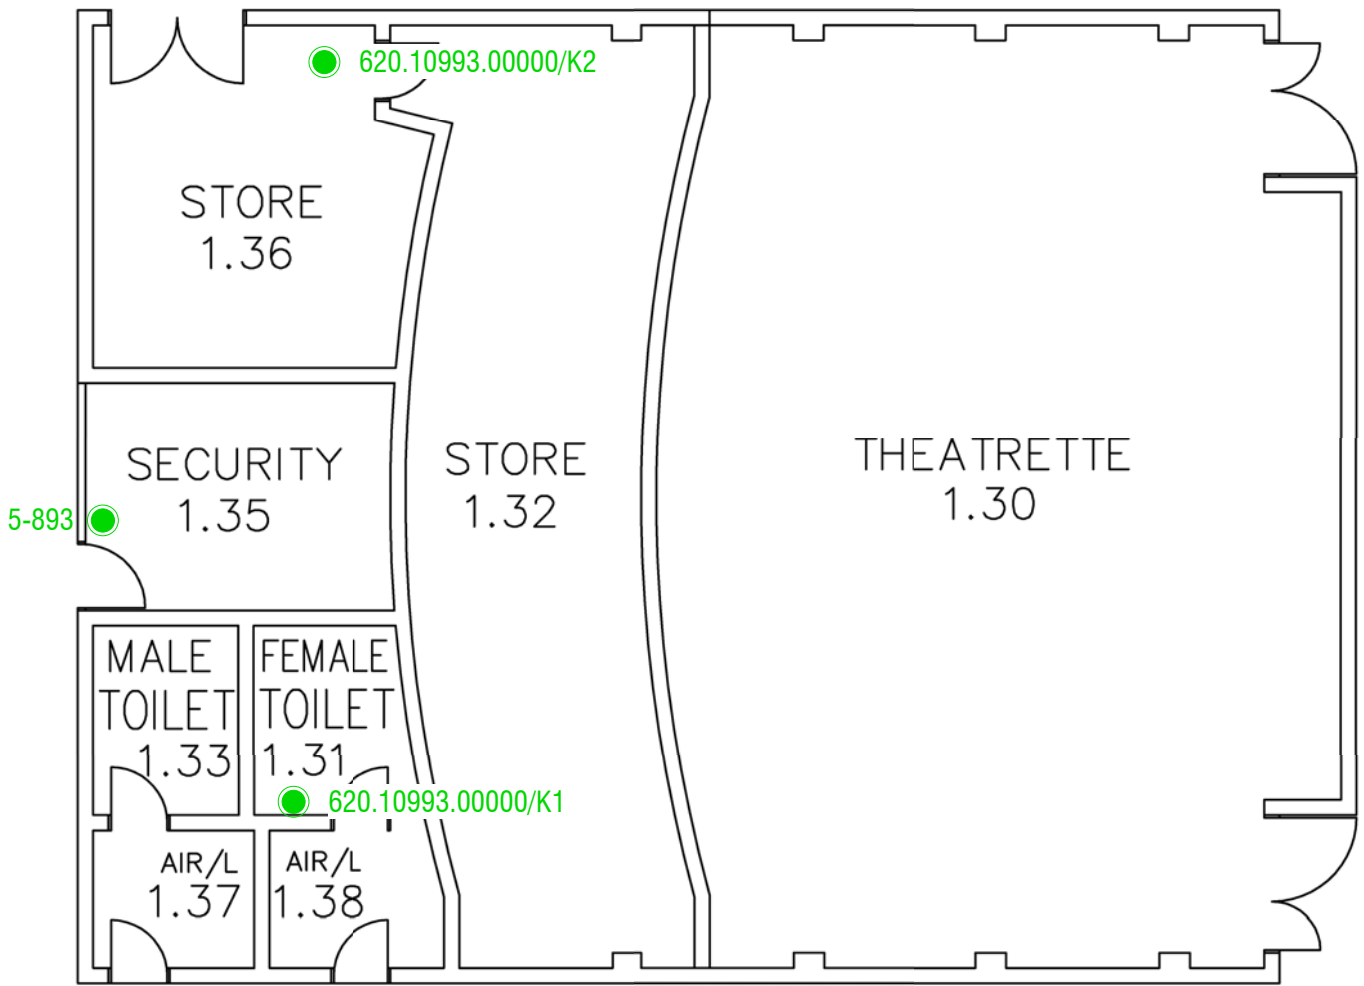 620.10993.00000/K2
STORE
1.36
SECURITY
1.35
5-893
STORE
1.32
THEATRETTE
1.30
MALE
TOILET
1.33
FEMALE
TOILET
1.31
620.10993.00000/K1
AIR/L
1.37
AIR/L
1.38